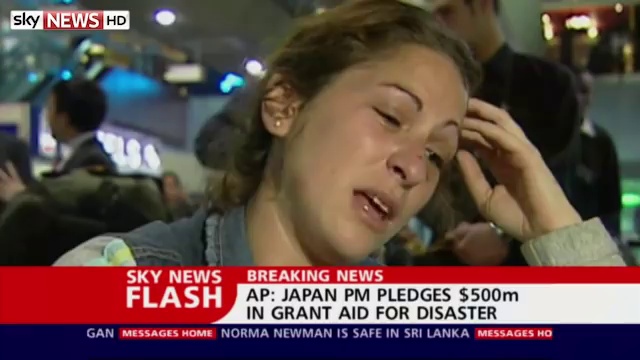 sky NEWS HD
SKY NEWS
FLASH
BREAKING NEWS
AP: JAPAN PM PLEDGES $500m
IN GRANT AID FOR DISASTER
GAN MESSAGES HOME NORMA NEWMAN IS SAFE IN SRI LANKA MESSAGES HO